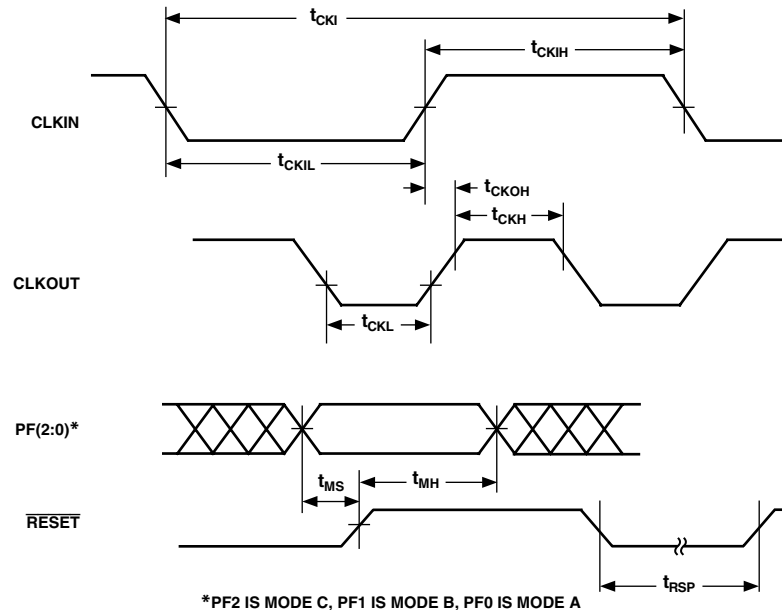 tCKI
tCKIH
CLKIN
tCKIL
tCKOH
tCKH
CLKOUT
tCKL
PF(2:0)*
tMS
tMH
RESET
tRSP
*PF2 IS MODE C, PF1 IS MODE B, PF0 IS MODE A